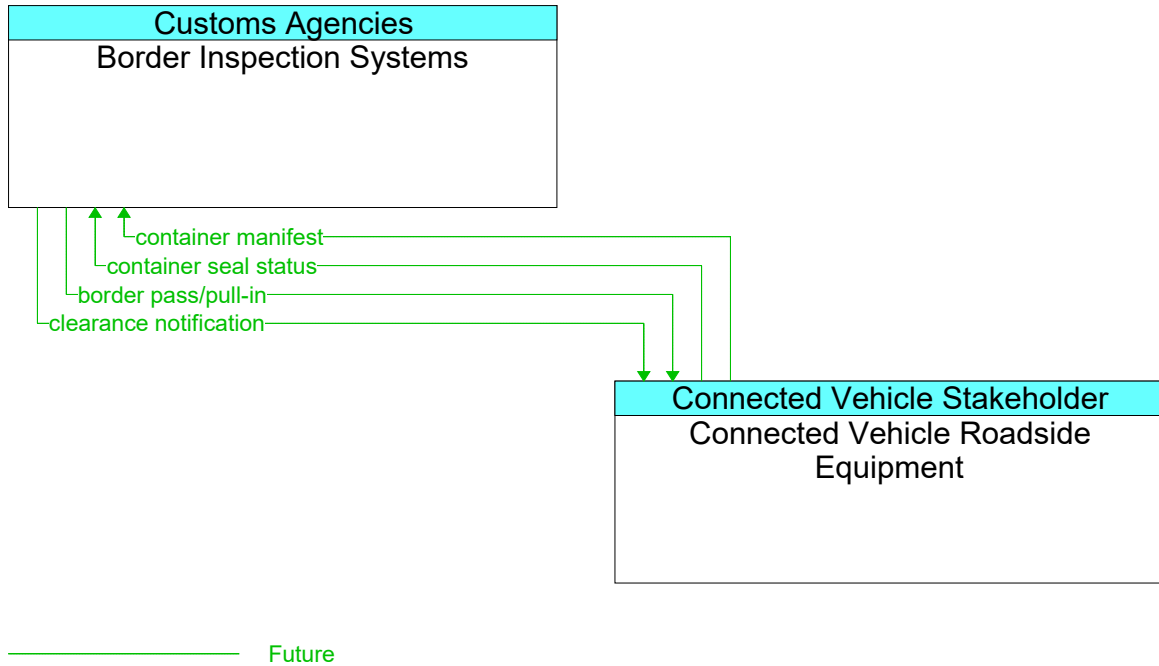 Customs Agencies
Border Inspection Systems
container manifest
container seal status
border pass/pull-in
clearance notification
Connected Vehicle Stakeholder
Connected Vehicle Roadside
Equipment
Future